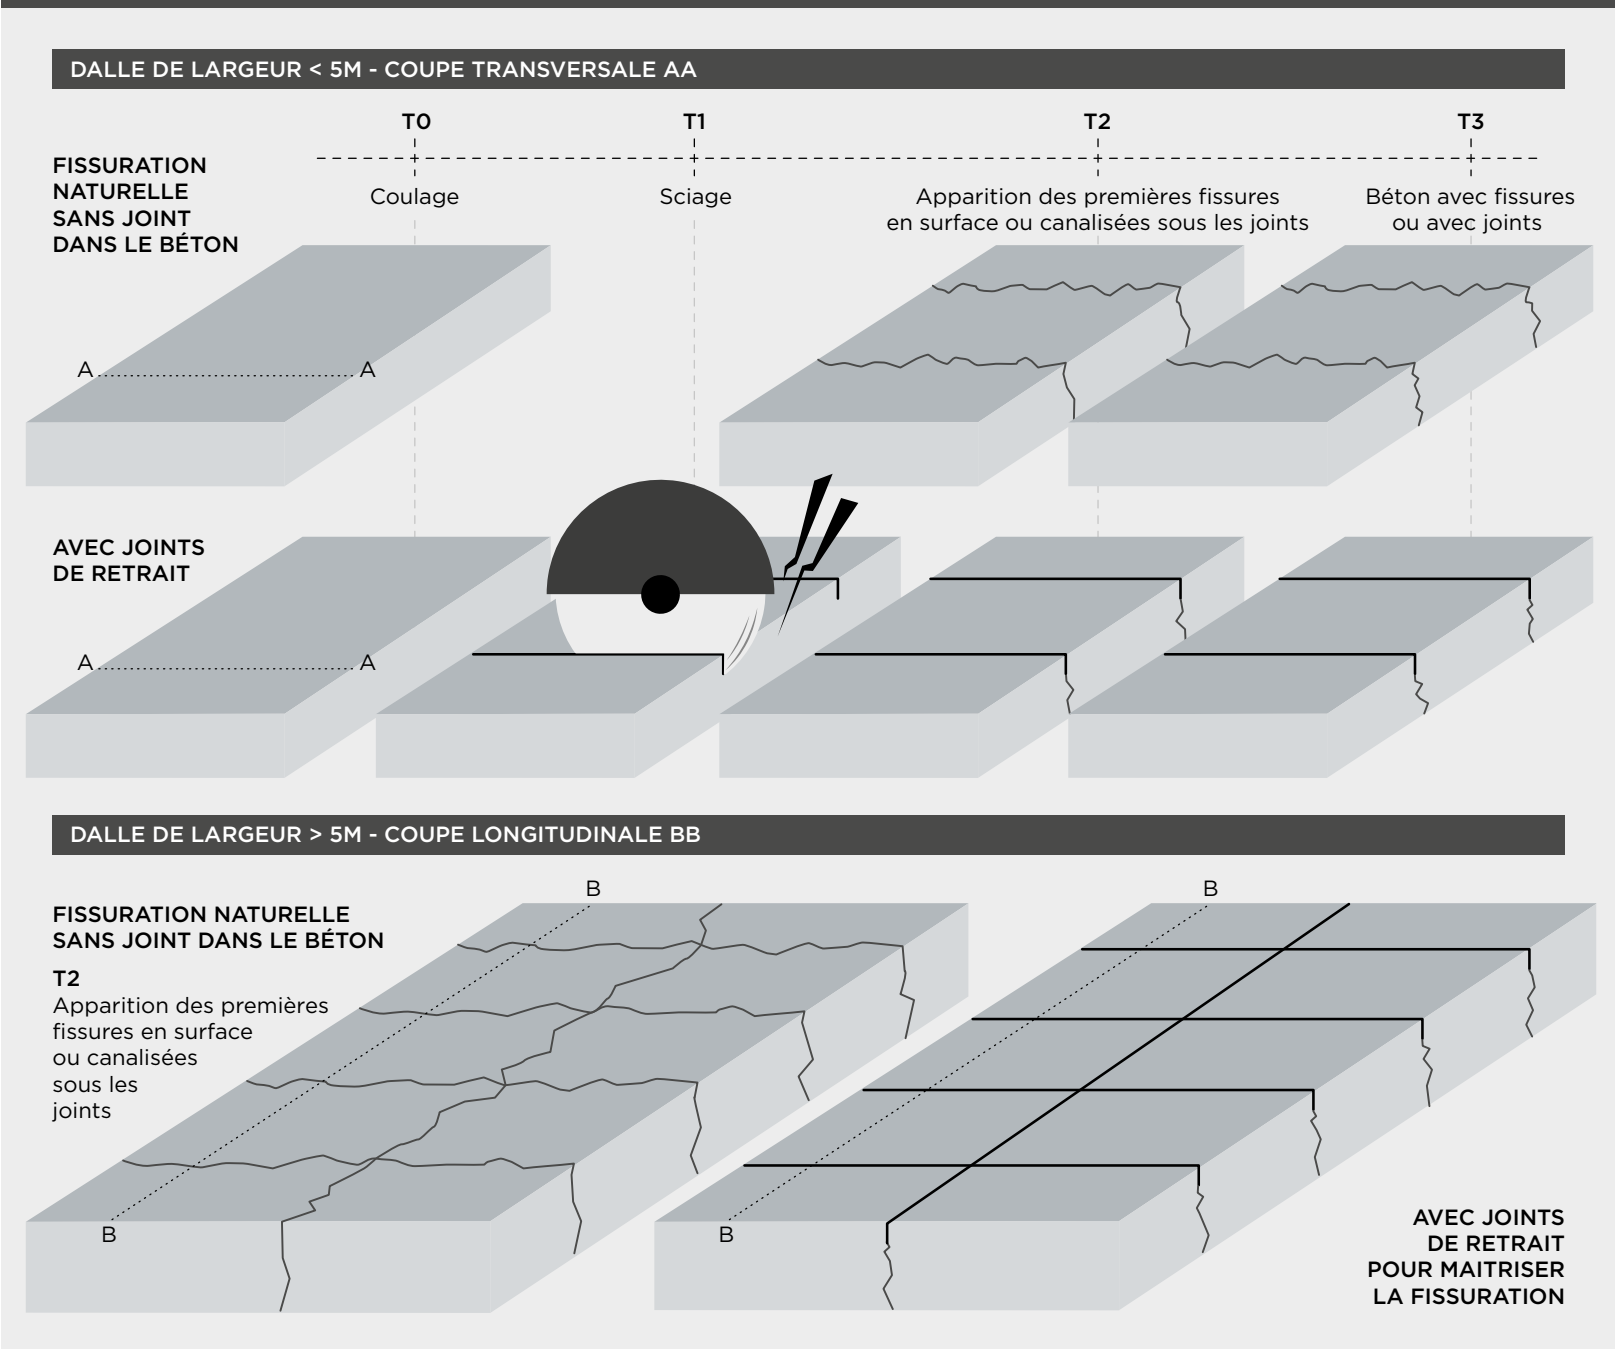 DALLE DE LARGEUR < 5M - COUPE TRANSVERSALE AA
T0
T1
T2
T3
FISSURATION
NATURELLE
SANS JOINT
DANS LE BÉTON
Coulage
Sciage
Apparition des premières fissures
en surface ou canalisées sous les joints
Béton avec fissures
ou avec joints
A
A
AVEC JOINTS
DE RETRAIT
A
A
DALLE DE LARGEUR > 5M - COUPE LONGITUDINALE BB
FISSURATION NATURELLE
SANS JOINT DANS LE BÉTON
T2
Apparition des premières
fissures en surface
ou canalisées
sous les
joints
B
B
B
B
AVEC JOINTS
DE RETRAIT
POUR MAITRISER
LA FISSURATION